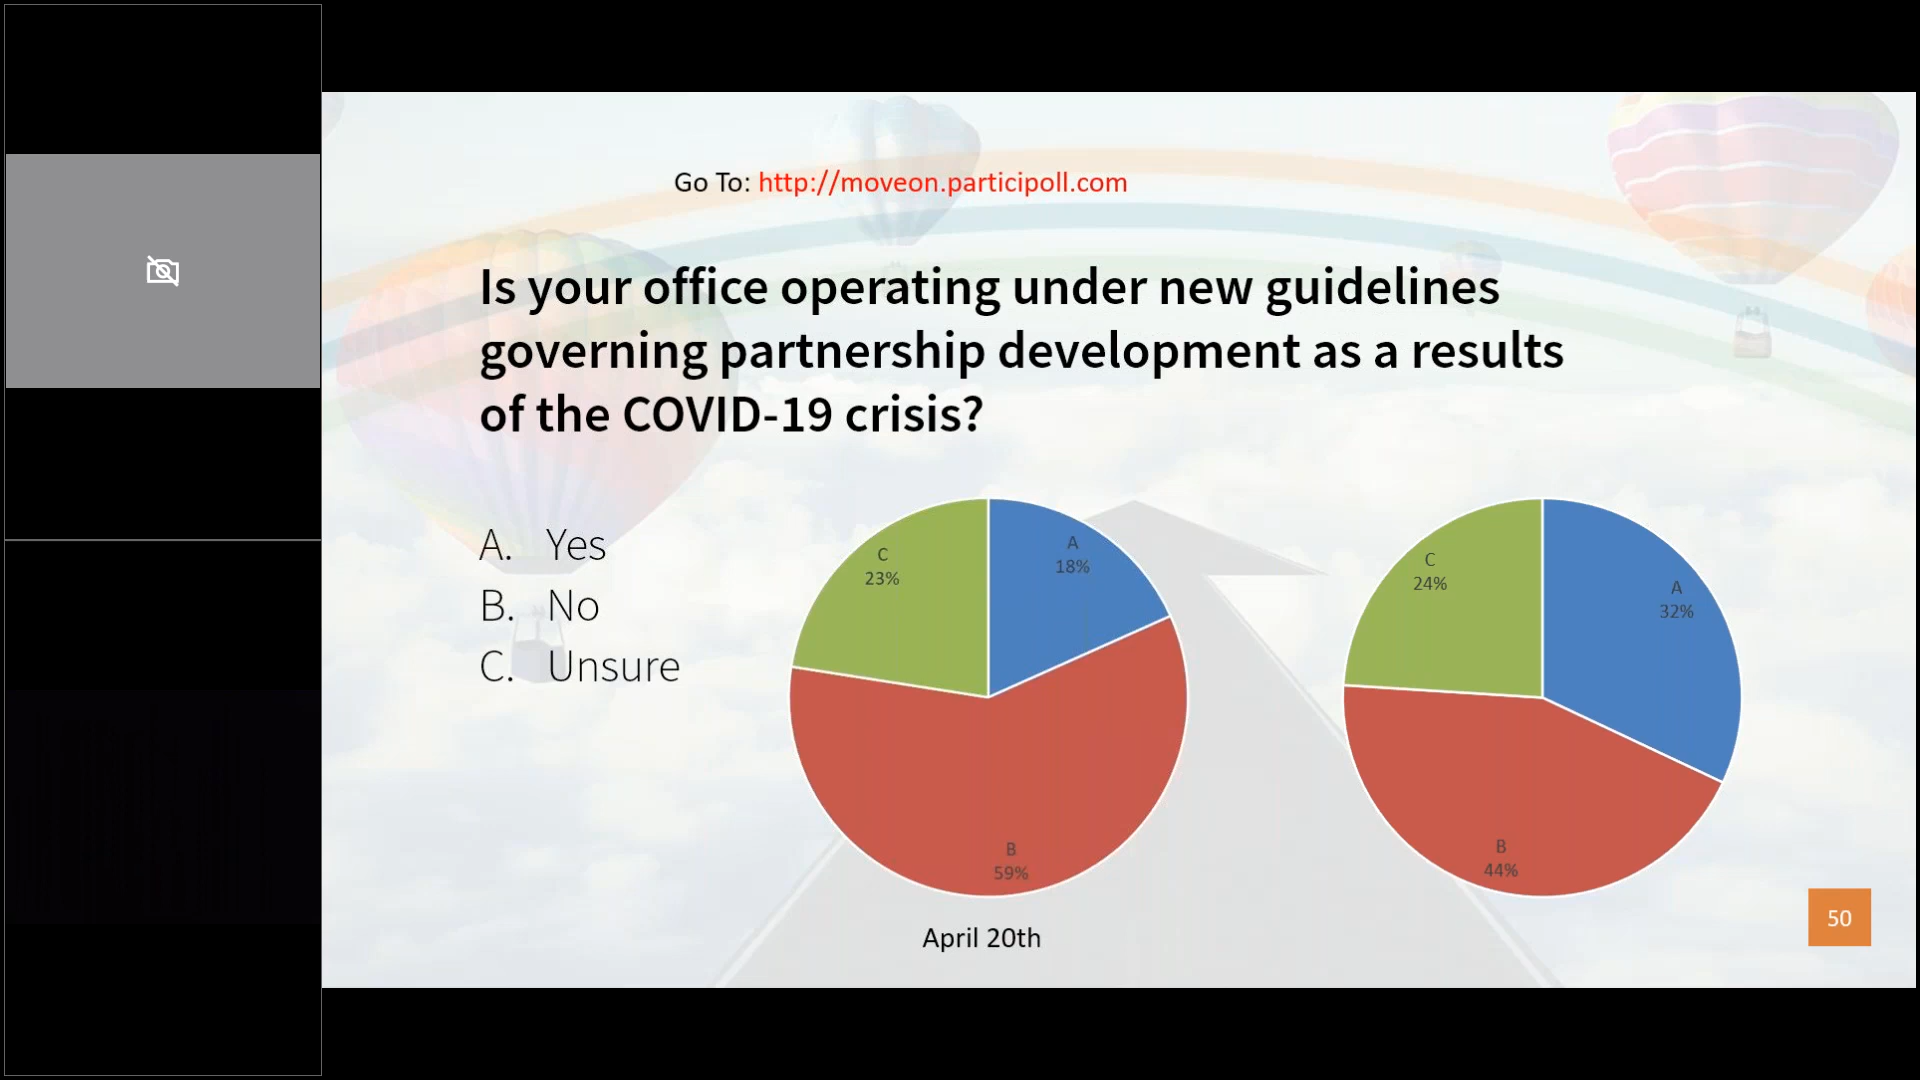 Go To: http://moveon.participoll.com
Is your office operating under new guidelines
governing partnership development as a results
of the COVID-19 crisis?
A. Yes
B. No
C. Unsure
C
23%
A
18%
B
59%
April 20th
C
24%
A
32%
B
44%
50